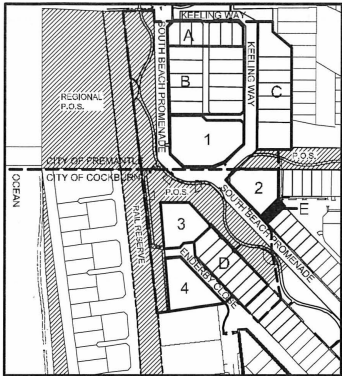 KEELING WAY
A
SOUTH BEACH PROMENADE
KEELING WAY
B
C
REGIONAL
P.O.S.
1
P.O.S.
CITY OF FREMANTLE
CITY OF COCKBURN
OCEAN
P.O.S.
2
SOUTH BEACH PROMENADE
E
3
RAIL RESERVE
D
ENDERBY CLOSE
4